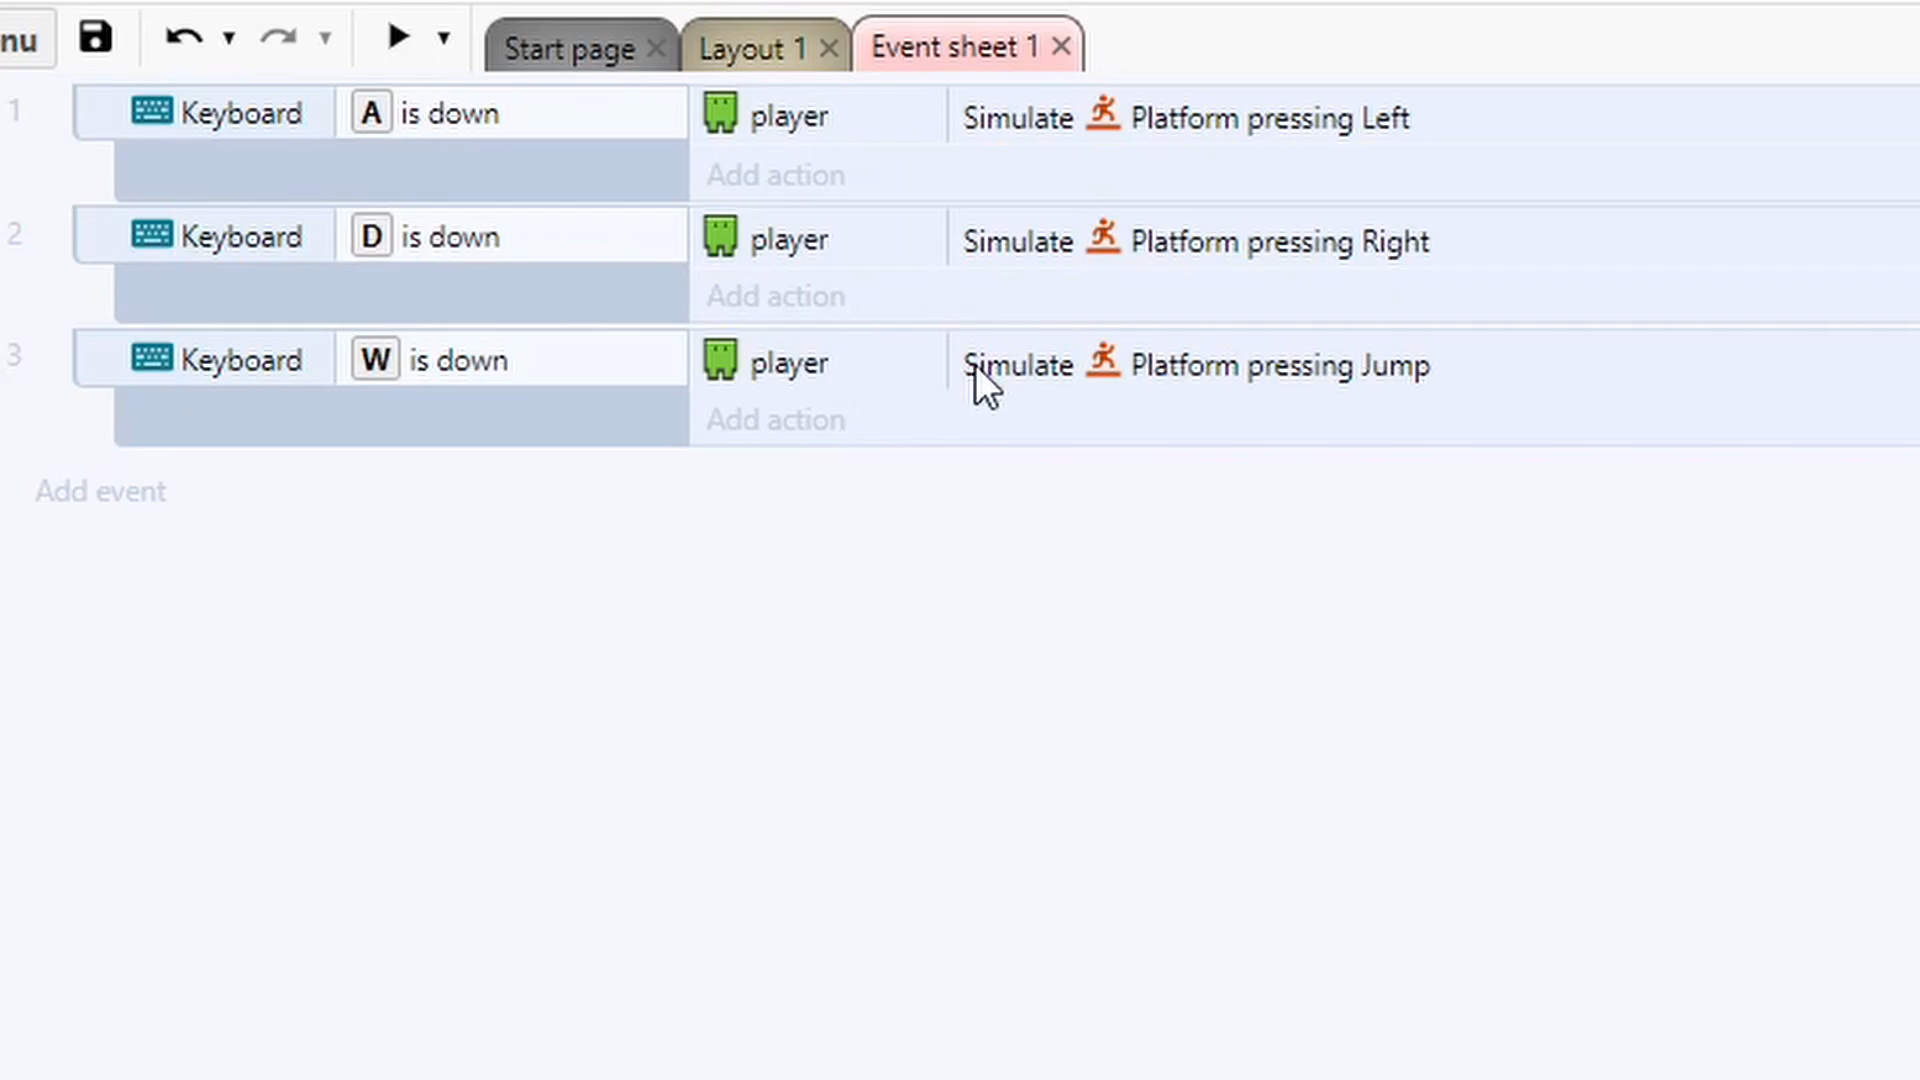 nu
Start page
Layout 1
Event sheet 1
1 Keyboard A is down player Simulate Platform pressing Left
Add action
2 Keyboard D is down player Simulate Platform pressing Right
Add action
3 Keyboard W is down player Simulate Platform pressing Jump
Add action
Add event